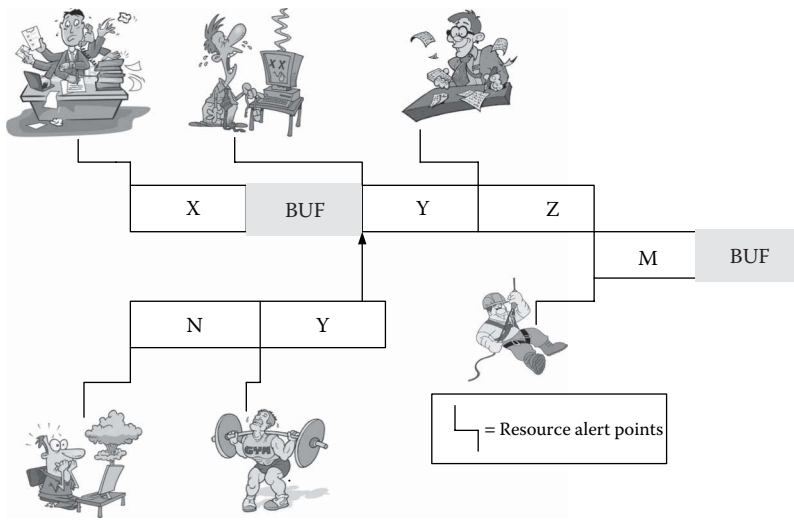 X
BUF
Y
Z
M
BUF
N
Y
GYM
= Resource alert points